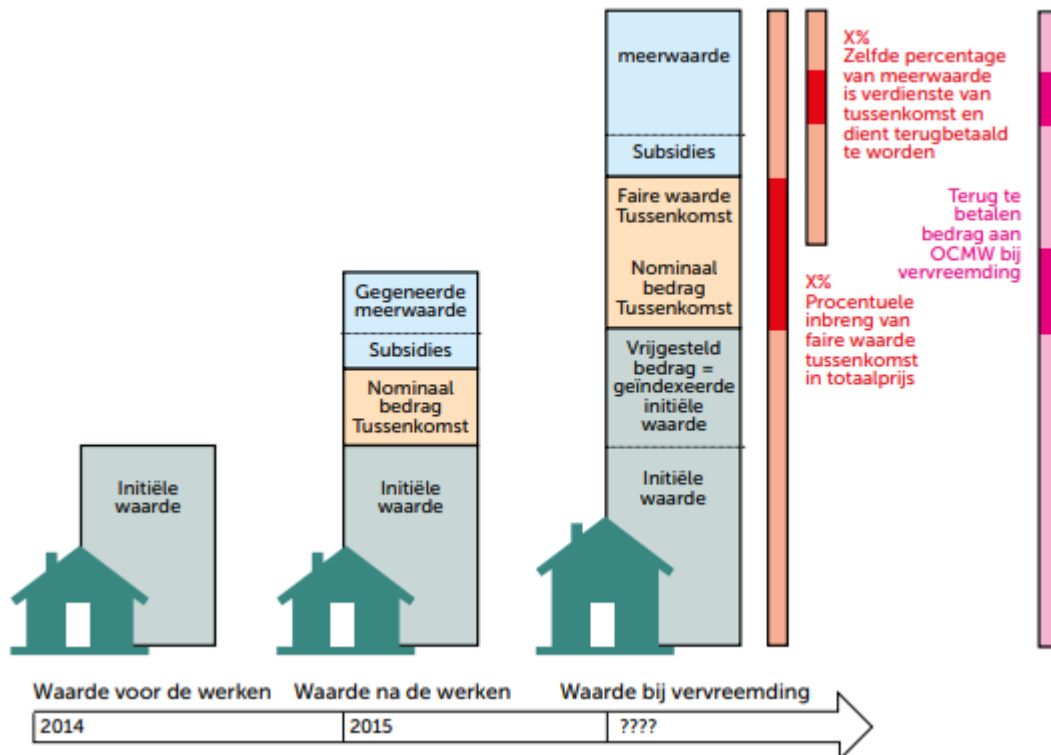 Initiële
waarde
Gegeneerde
meerwaarde
Subsidies
Nominaal
bedrag
Tussenkomst
Initiële
waarde
meerwaarde
Subsidies
Faire waarde
Tussenkomst
Nominaal
bedrag
Tussenkomst
Vrijgesteld
bedrag =
geïndexeerde
initiële
waarde
Initiële
waarde
X%
Zelfde percentage
van meerwaarde
is verdienste van
tussenkomst en
dient terugbetaald
te worden
X%
Procentuele
inbreng van
faire waarde
tussenkomst
in totaalprijs
Terug te
betalen
bedrag aan
OCMW bij
vervreemding
Waarde voor de werken
Waarde na de werken
Waarde bij vervreemding
2014
2015
????